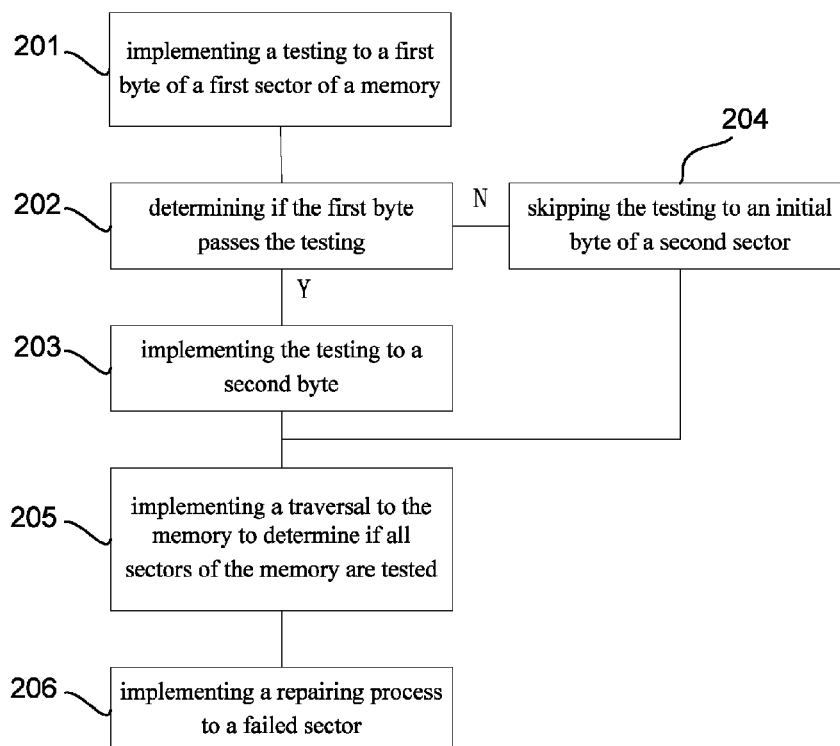 201
implementing a testing to a first
byte of a first sector of a memory
204
202
determining if the first byte
passes the testing
N
skipping the testing to an initial
byte of a second sector
Y
203
implementing the testing to a
second byte
205
implementing a traversal to the
memory to determine if all
sectors of the memory are tested
206
implementing a repairing process
to a failed sector